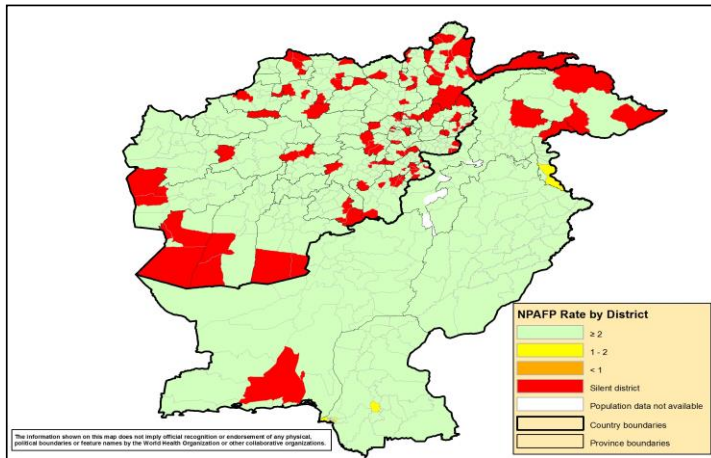 NPAFP Rate by District
≥ 2
1 - 2
< 1
Silent district
Population data not available
Country boundaries
Province boundaries
The information shown on this map does not imply official recognition or endorsement of any physical,
political boundaries or feature names by the World Health Organization or other collaborative organizations.